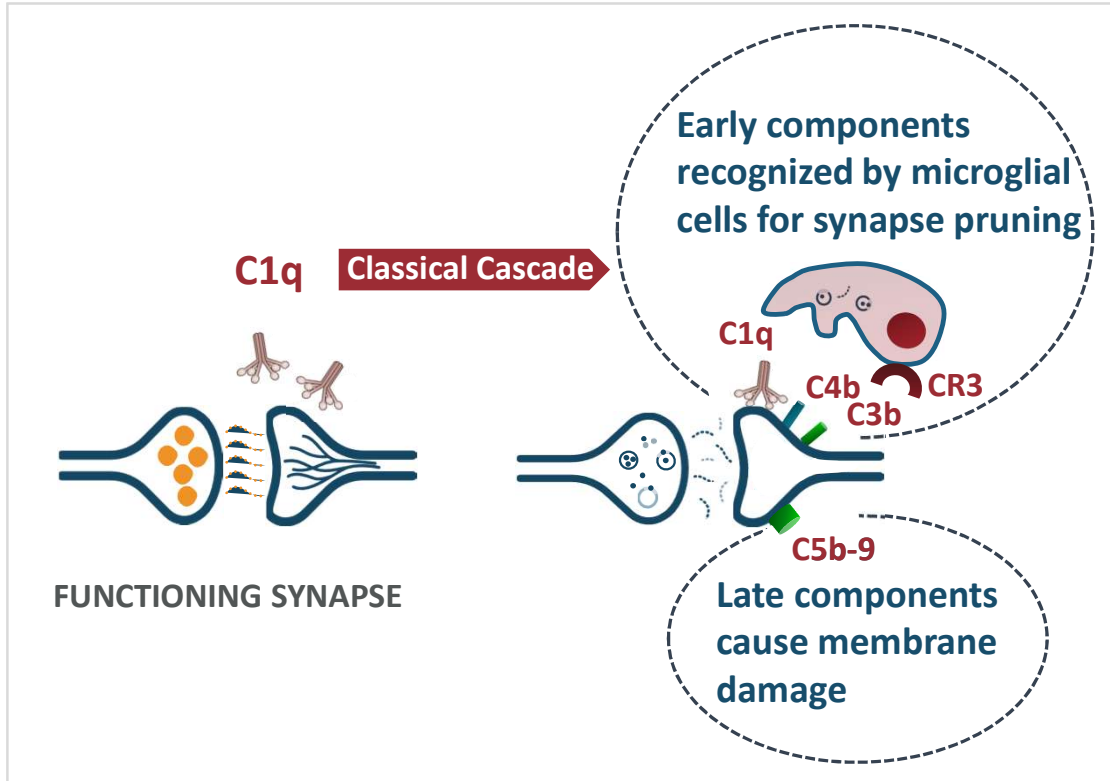 Early components
recognized by microglial
cells for synapse pruning
C1q
Classical Cascade
C1q
C4b
CR3
C3b
C5b-9
FUNCTIONING SYNAPSE
Late components
cause membrane
damage